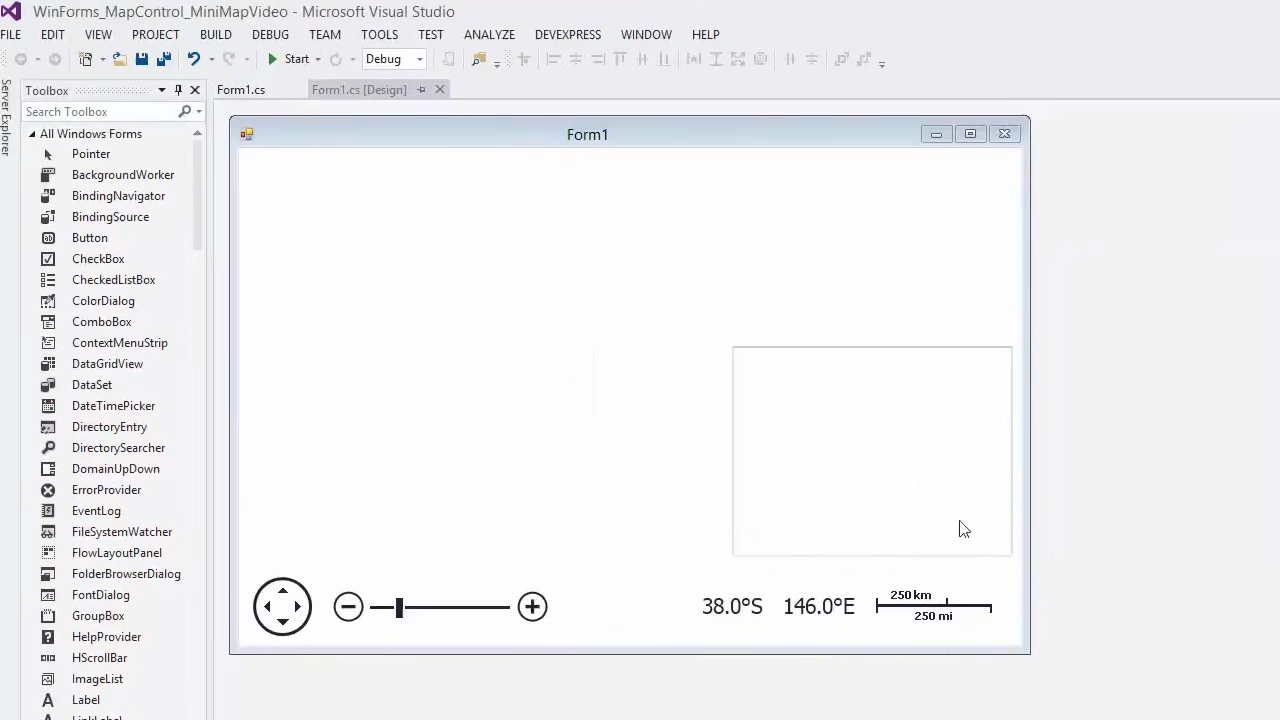 WinForms_MapControl_MiniMapVideo - Microsoft Visual Studio
FILE EDIT VIEW PROJECT BUILD DEBUG TEAM TOOLS TEST ANALYZE DEVEXPRESS WINDOW HELP
Start Debug
Server Explorer
Toolbox
Form1.cs Form1.cs [Design]
Search Toolbox
All Windows Forms
Form1
Pointer
BackgroundWorker
BindingNavigator
BindingSource
Button
CheckBox
CheckedListBox
ColorDialog
ComboBox
ContextMenuStrip
DataGridView
DataSet
DateTimePicker
DirectoryEntry
DirectorySearcher
DomainUpDown
ErrorProvider
EventLog
FileSystemWatcher
FlowLayoutPanel
FolderBrowserDialog
FontDialog
GroupBox
HelpProvider
HScrollBar
ImageList
Label
LinkLabel
38.0°S 146.0°E
250 km
250 mi